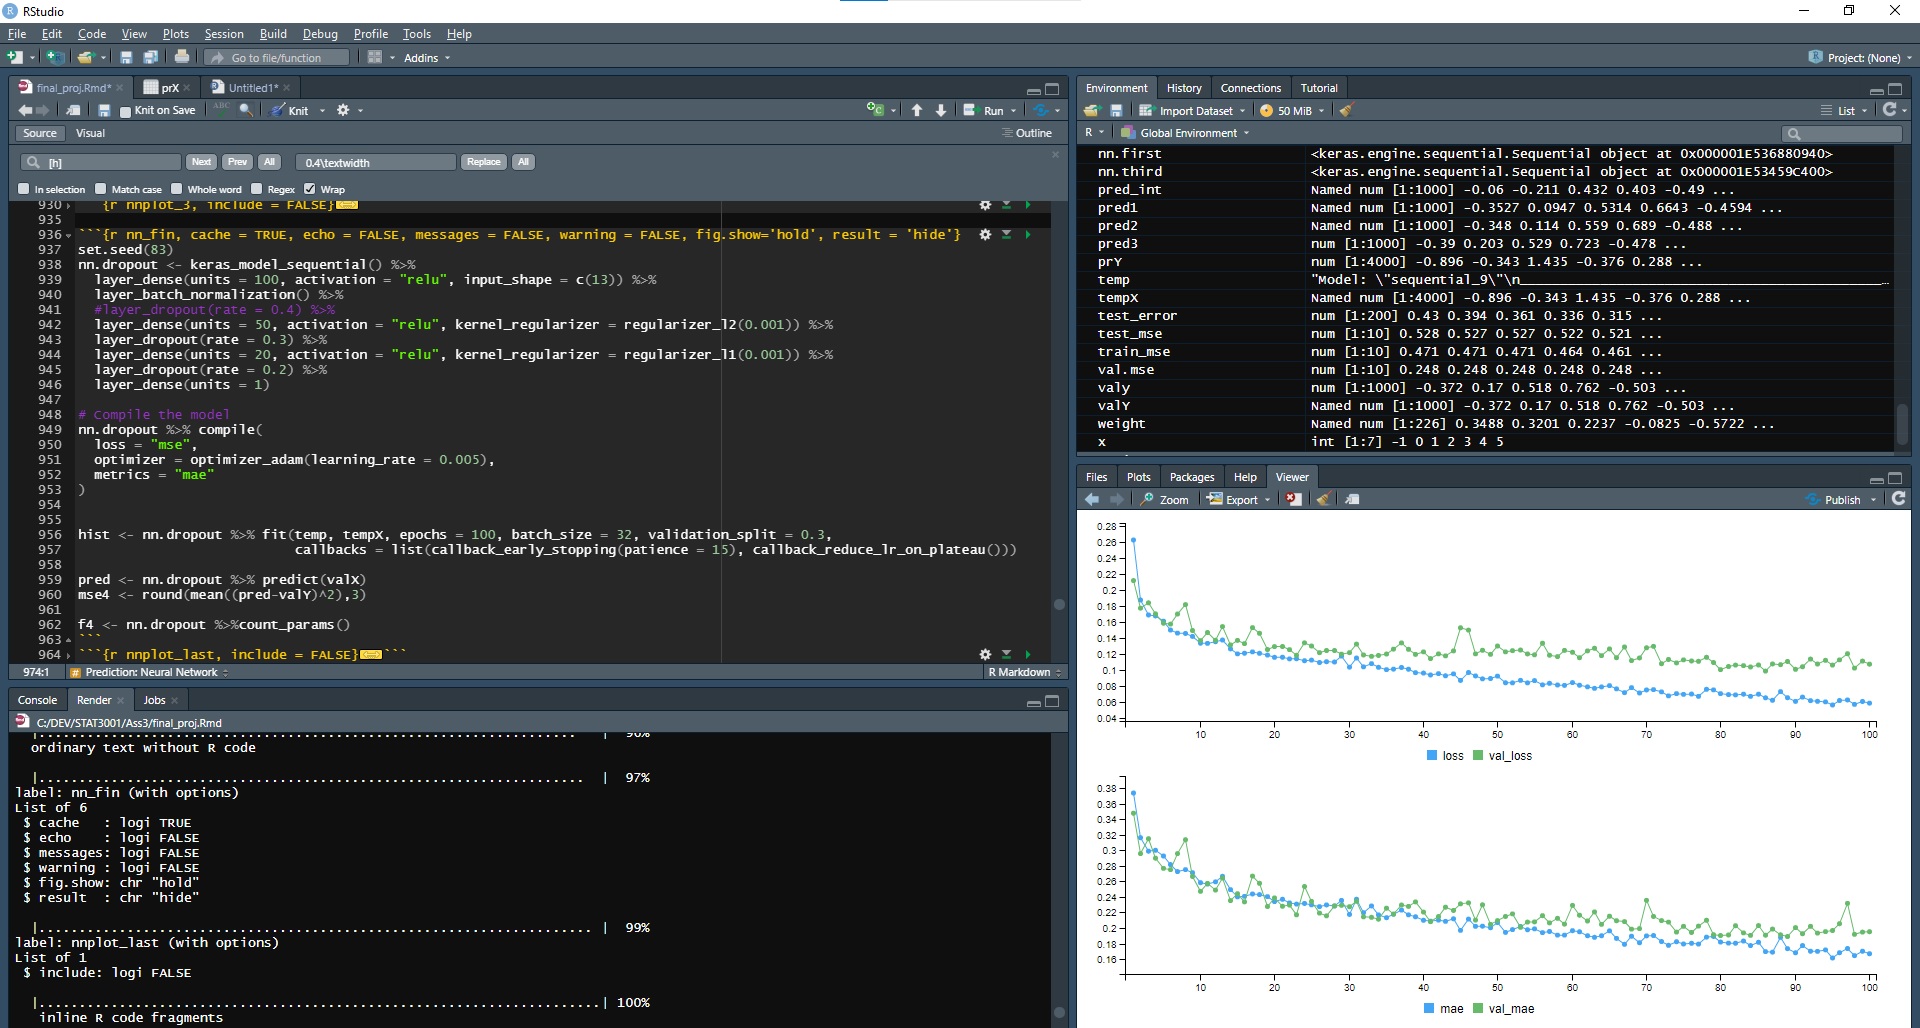 RStudio
File Edit Code View Plots Session Build Debug Profile Tools Help
Go to file/function Addins Project: (None)
final_proj.Rmd* prX Untitled1*
Knit on Save ABC Knit Run
Source Visual Outline
[h] Next Prev All 0.4\textwidth Replace All
In selection Match case Whole word Regex Wrap
930 {r nnplot_3, include = FALSE}
935
936 ```{r nn_fin, cache = TRUE, echo = FALSE, messages = FALSE, warning = FALSE, fig.show='hold', result = 'hide'}
937 set.seed(83)
938 nn.dropout <- keras_model_sequential() %>%
939 layer_dense(units = 100, activation = "relu", input_shape = c(13)) %>%
940 layer_batch_normalization() %>%
941 #layer_dropout(rate = 0.4) %>%
942 layer_dense(units = 50, activation = "relu", kernel_regularizer = regularizer_l2(0.001)) %>%
943 layer_dropout(rate = 0.3) %>%
944 layer_dense(units = 20, activation = "relu", kernel_regularizer = regularizer_l1(0.001)) %>%
945 layer_dropout(rate = 0.2) %>%
946 layer_dense(units = 1)
947
948 # compile the model
949 nn.dropout %>% compile(
950 loss = "mse",
951 optimizer = optimizer_adam(learning_rate = 0.005),
952 metrics = "mae"
953 )
954
955
956 hist <- nn.dropout %>% fit(temp, tempX, epochs = 100, batch_size = 32, validation_split = 0.3,
957 callbacks = list(callback_early_stopping(patience = 15), callback_reduce_lr_on_plateau()))
958
959 pred <- nn.dropout %>% predict(valX)
960 mse4 <- round(mean((pred-valY)^2),3)
961
962 f4 <- nn.dropout %>%count_params()
963 ```
964 ```{r nnplot_last, include = FALSE}```
974:1 # Prediction: Neural Network R Markdown
Console Render Jobs
C:/DEV/STAT3001/Ass3/final_proj.Rmd
|..................................................................... | 96%
ordinary text without R code
|..................................................................... | 97%
label: nn_fin (with options)
List of 6
$ cache : logi TRUE
$ echo : logi FALSE
$ messages: logi FALSE
$ warning : logi FALSE
$ fig.show: chr "hold"
$ result : chr "hide"
|...................................................................... | 99%
label: nnplot_last (with options)
List of 1
$ include: logi FALSE
|.......................................................................| 100%
inline R code fragments
Environment History Connections Tutorial
Import Dataset 50 MiB List
R Global Environment
nn.first <keras.engine.sequential.Sequential object at 0x000001E536880940>
nn.third <keras.engine.sequential.Sequential object at 0x000001E53459C400>
pred_int Named num [1:1000] -0.06 -0.211 0.432 0.403 -0.49 ...
pred1 Named num [1:1000] -0.3527 0.0947 0.5314 0.6643 -0.4594 ...
pred2 Named num [1:1000] -0.348 0.114 0.559 0.689 -0.488 ...
pred3 num [1:1000] -0.39 0.203 0.529 0.723 -0.478 ...
prY num [1:4000] -0.896 -0.343 1.435 -0.376 0.288 ...
temp "Model: \"sequential_9\"\n______________________________________________…
tempX Named num [1:4000] -0.896 -0.343 1.435 -0.376 0.288 ...
test_error num [1:200] 0.43 0.394 0.361 0.336 0.315 ...
test_mse num [1:10] 0.528 0.527 0.527 0.522 0.521 ...
train_mse num [1:10] 0.471 0.471 0.471 0.464 0.461 ...
val.mse num [1:10] 0.248 0.248 0.248 0.248 0.248 ...
valy num [1:1000] -0.372 0.17 0.518 0.762 -0.503 ...
valY Named num [1:1000] -0.372 0.17 0.518 0.762 -0.503 ...
weight Named num [1:226] 0.3488 0.3201 0.2237 -0.0825 -0.5722 ...
x int [1:7] -1 0 1 2 3 4 5
Files Plots Packages Help Viewer
Zoom Export Publish
0.28
0.26
0.24
0.22
0.2
0.18
0.16
0.14
0.12
0.1
0.08
0.06
0.04
10 20 30 40 50 60 70 80 90 100
loss val_loss
0.38
0.36
0.34
0.32
0.3
0.28
0.26
0.24
0.22
0.2
0.18
0.16
10 20 30 40 50 60 70 80 90 100
mae val_mae